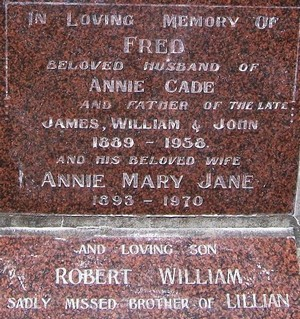 IN LOVING MEMORY OF
FRED
BELOVED HUSBAND OF
ANNIE CADE
AND FATHER OF THE LATE
JAMES, WILLIAM & JOHN
1889 - 1958.
AND HIS BELOVED WIFE
ANNIE MARY JANE
1893 - 1970
AND LOVING SON
ROBERT WILLIAM
SADLY MISSED BROTHER OF LILLIAN